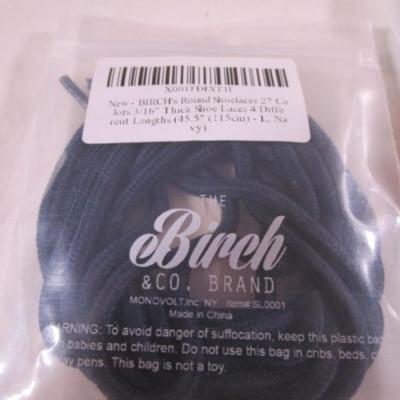 X001FDIXTH
New - BIRCH's Round Shoelaces 27 Co
lors 3/16" Thick Shoe Laces 4 Diffe
rent Lengths (45.5" (115cm) - L, Na
vy)
THE
Birch
&CO. BRAND
MONOVOLT,Inc. NY Item#:SL0001
Made in China
WARNING: To avoid danger of suffocation, keep this plastic bag
babies and children. Do not use this bag in cribs, beds,
pens. This bag is not a toy.